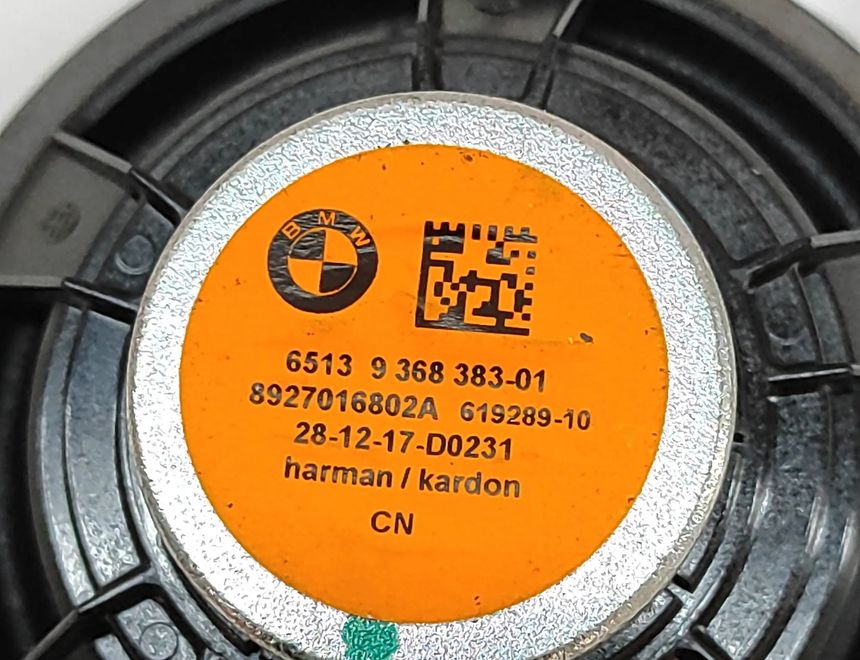 BMW
6513 9 368 383-01
8927016802A 619289-10
28-12-17-D0231
harman / kardon
CN